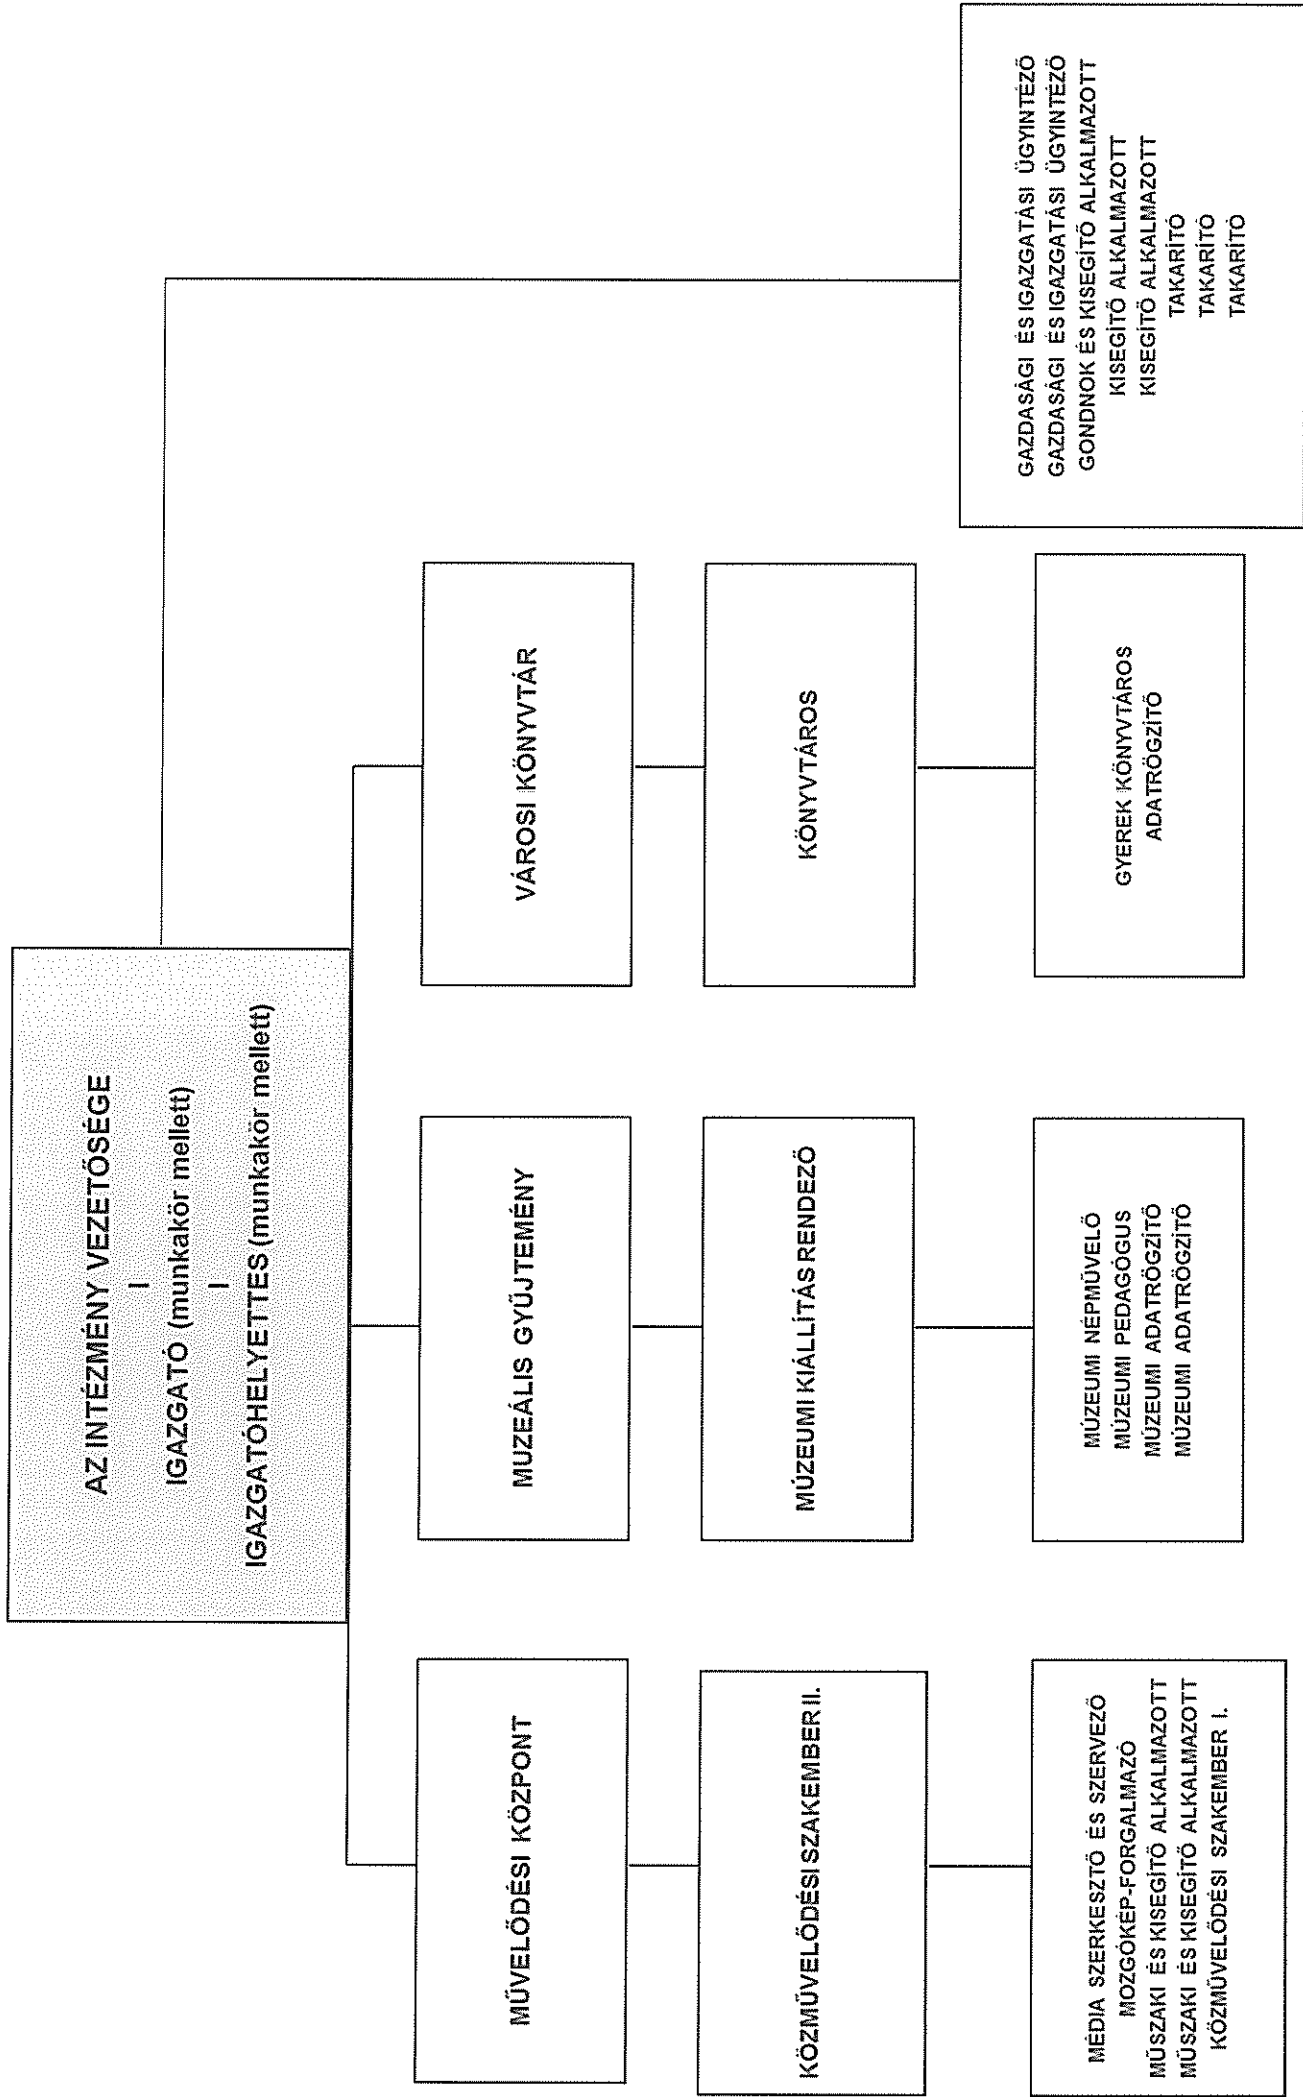 AZ INTÉZMÉNY VEZETŐSÉGE
I
IGAZGATÓ (munkakör mellett)
I
IGAZGATÓHELYETTES (munkakör mellett)
MŰVELŐDÉSI KÖZPONT
MUZEÁLIS GYŰJTEMÉNY
VÁROSI KÖNYVTÁR
KÖZMŰVELŐDÉSI SZAKEMBER II.
MÚZEUMI KIÁLLÍTÁS RENDEZŐ
KÖNYVTÁROS
MÉDIA SZERKESZTŐ ÉS SZERVEZŐ
MOZGÓKÉP-FORGALMAZÓ
MŰSZAKI ÉS KISEGÍTŐ ALKALMAZOTT
MŰSZAKI ÉS KISEGÍTŐ ALKALMAZOTT
KÖZMŰVELŐDÉSI SZAKEMBER I.
MÚZEUMI NÉPMŰVELŐ
MÚZEUMI PEDAGÓGUS
MÚZEUMI ADATRÖGZÍTŐ
MÚZEUMI ADATRÖGZÍTŐ
GYEREK KÖNYVTÁROS
ADATRÖGZÍTŐ
GAZDASÁGI ÉS IGAZGATÁSI ÜGYINTÉZŐ
GAZDASÁGI ÉS IGAZGATÁSI ÜGYINTÉZŐ
GONDNOK ÉS KISEGÍTŐ ALKALMAZOTT
KISEGÍTŐ ALKALMAZOTT
KISEGÍTŐ ALKALMAZOTT
TAKARÍTÓ
TAKARÍTÓ
TAKARÍTÓ